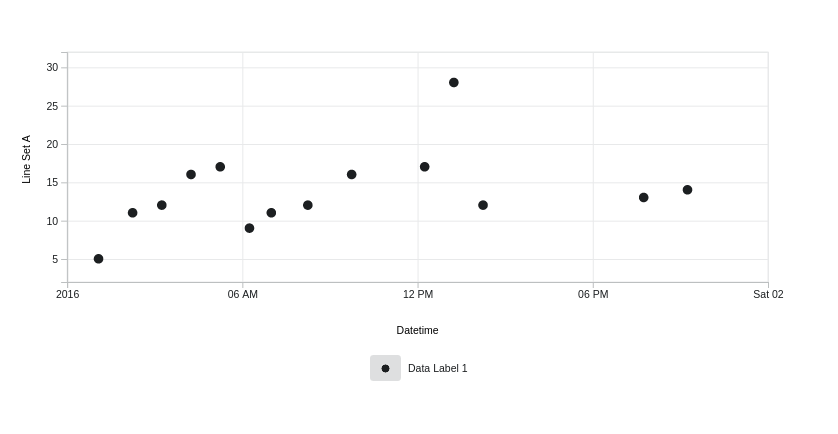 30
25
20
15
10
5
Line Set A
2016
06 AM
12 PM
06 PM
Sat 02
Datetime
Data Label 1